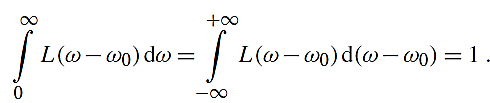 ∫₀^∞ L(ω−ω₀) dω = ∫₋∞^{+∞} L(ω−ω₀) d(ω−ω₀) = 1 .